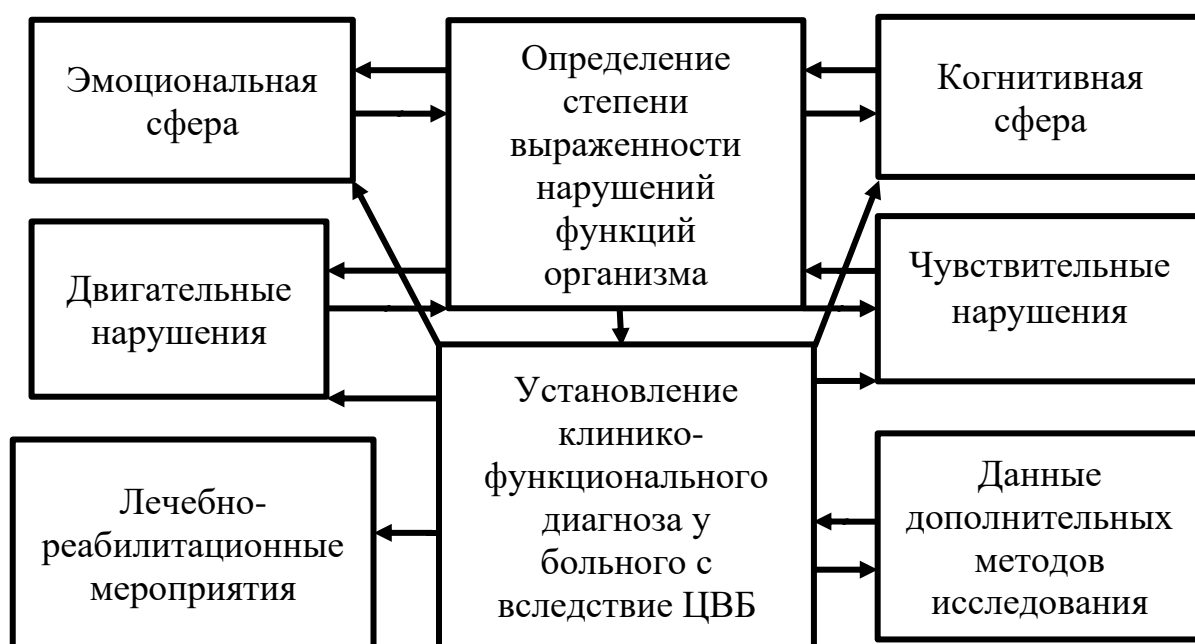 Эмоциональная
сфера
Определение
степени
выраженности
нарушений
функций
организма
Когнитивная
сфера
Двигательные
нарушения
Чувствительные
нарушения
Установление
клинико-
функционального
диагноза у
больного с
вследствие ЦВБ
Лечебно-
реабилитационные
мероприятия
Данные
дополнительных
методов
исследования